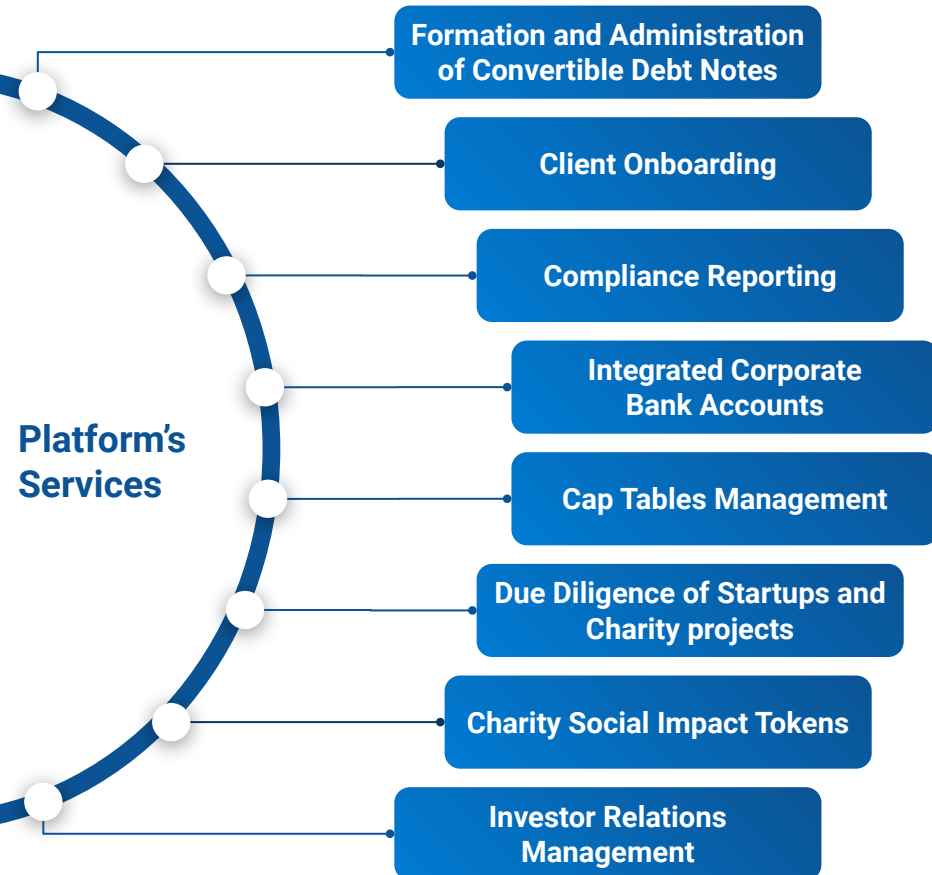 Formation and Administration
of Convertible Debt Notes
Client Onboarding
Compliance Reporting
Integrated Corporate
Bank Accounts
Platform’s
Services
Cap Tables Management
Due Diligence of Startups and
Charity projects
Charity Social Impact Tokens
Investor Relations
Management